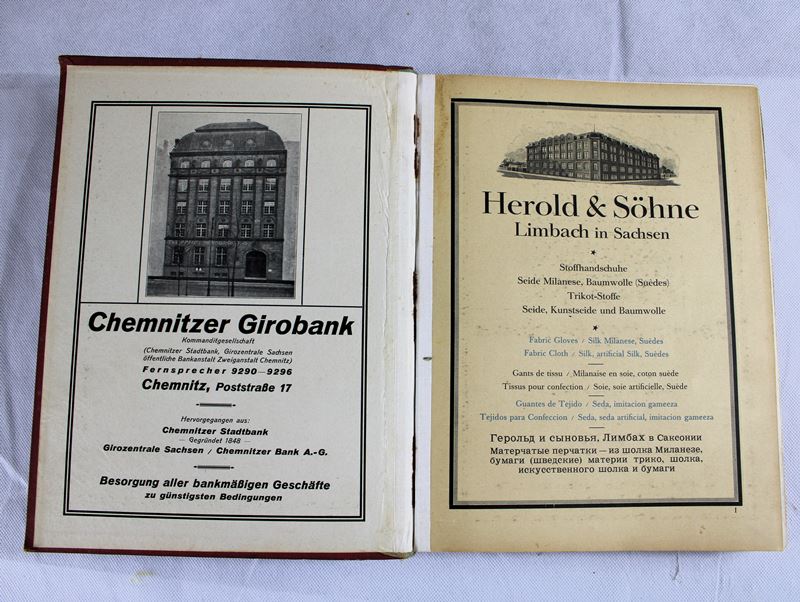 Chemnitzer Girobank
Kommanditgesellschaft
(Chemnitzer Stadtbank, Girozentrale Sachsen
öffentliche Bankanstalt Zweiganstalt Chemnitz)
Fernsprecher 9290—9296
Chemnitz, Poststraße 17
Hervorgegangen aus:
Chemnitzer Stadtbank
— Gegründet 1848 —
Girozentrale Sachsen / Chemnitzer Bank A.-G.
Besorgung aller bankmäßigen Geschäfte
zu günstigsten Bedingungen
Herold & Söhne
Limbach in Sachsen
Stoffhandschuhe
Seide Milanese, Baumwolle (Suèdes)
Trikot-Stoffe
Seide, Kunstseide und Baumwolle
Fabric Gloves / Silk Milanese, Suèdes
Fabric Cloth / Silk, artificial Silk, Suèdes
Gants de tissu / Milanaise en soie, coton suède
Tissus pour confection / Soie, soie artificielle, Suède
Guantes de Tejido / Seda, imitacion gameeza
Tejidos para Confeccion / Seda, seda artificial, imitacion gameeza
Герольд и сыновья, Лимбах в Саксонии
Матерчатые перчатки — из шолка Миланезе,
бумаги (шведские) материи трико, шолка,
искусственного шолка и бумаги
1